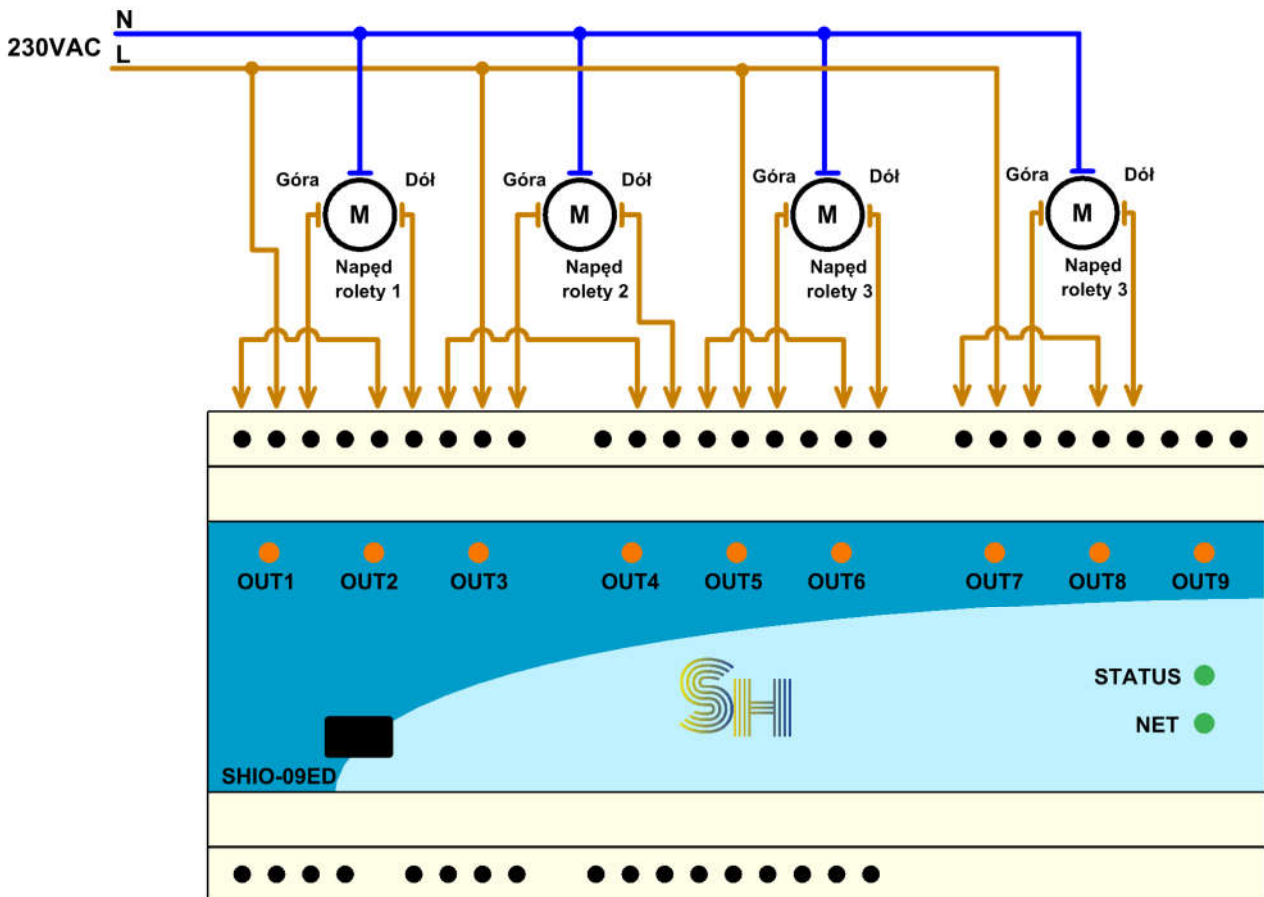 N
230VAC
L
Góra Dół Góra Dół Góra Dół Góra Dół
M M M M
Napęd Napęd Napęd Napęd
rolety 1 rolety 2 rolety 3 rolety 3
OUT1 OUT2 OUT3 OUT4 OUT5 OUT6 OUT7 OUT8 OUT9
SH
STATUS
NET
SHIO-09ED